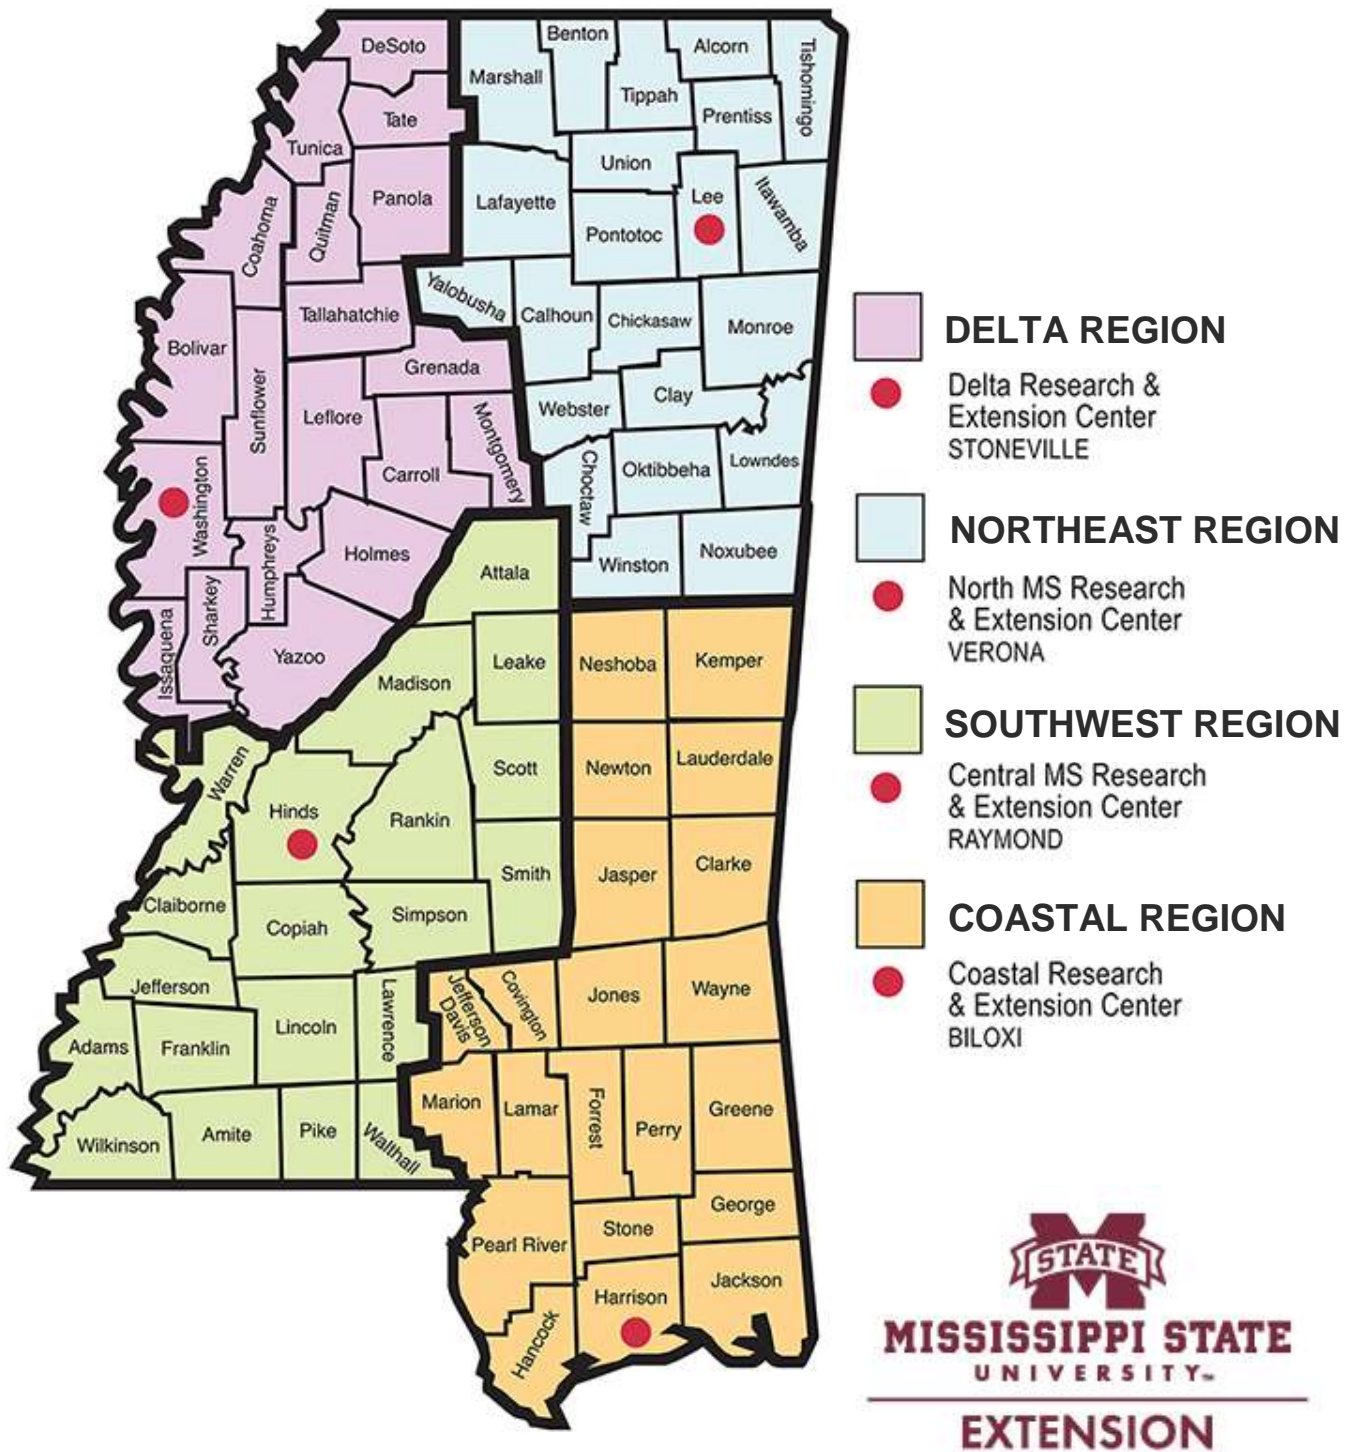 DeSoto
Benton
Alcorn
Tishomingo
Marshall
Tippah
Tate
Prentiss
Tunica
Union
Panola
Lafayette
Lee
Itawamba
Coahoma
Quitman
Pontotoc
Yalobusha
Tallahatchie
Calhoun
Chickasaw
Monroe
Bolivar
Grenada
Sunflower
Leflore
Webster
Clay
Montgomery
Carroll
Choctaw
Oktibbeha
Lowndes
Washington
Humphreys
Holmes
Winston
Noxubee
Attala
Issaquena
Sharkey
Yazoo
Madison
Leake
Neshoba
Kemper
Warren
Scott
Newton
Lauderdale
Hinds
Rankin
Smith
Jasper
Clarke
Claiborne
Copiah
Simpson
Jefferson
Lawrence
Jefferson
Davis
Covington
Jones
Wayne
Adams
Franklin
Lincoln
Marion
Lamar
Forrest
Perry
Greene
Wilkinson
Amite
Pike
Walthall
Pearl River
Stone
George
Hancock
Harrison
Jackson
DELTA REGION
Delta Research &
Extension Center
STONEVILLE
NORTHEAST REGION
North MS Research
& Extension Center
VERONA
SOUTHWEST REGION
Central MS Research
& Extension Center
RAYMOND
COASTAL REGION
Coastal Research
& Extension Center
BILOXI
STATE
MISSISSIPPI STATE
UNIVERSITY™
EXTENSION